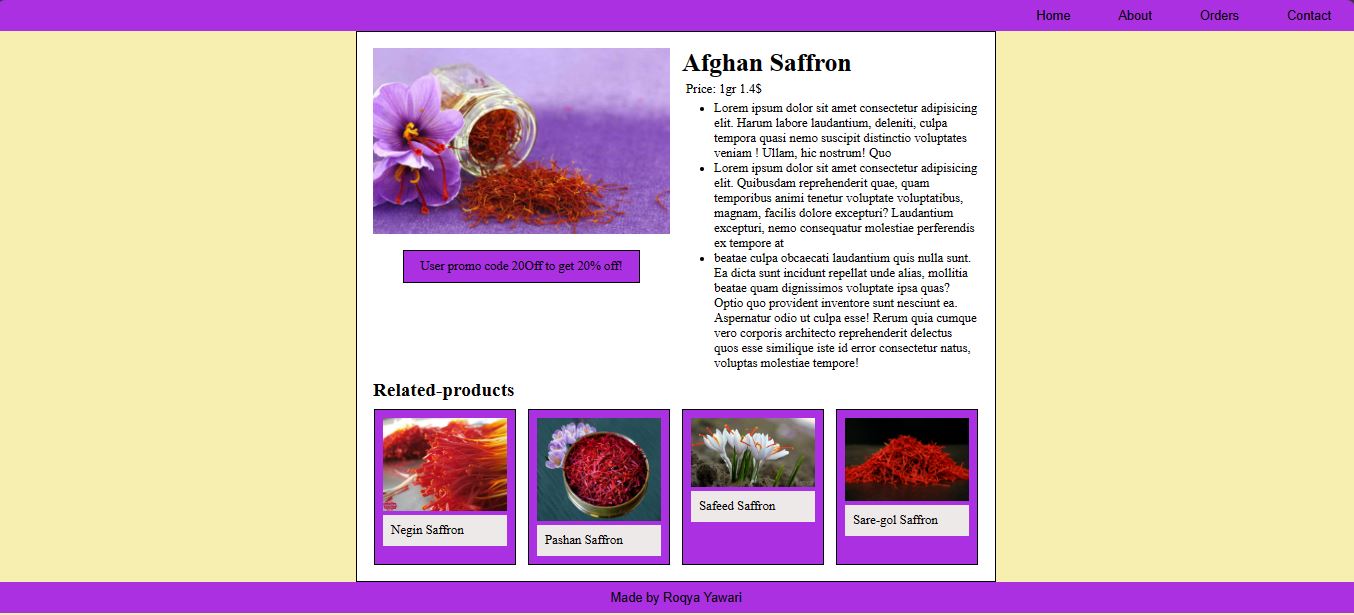 Home About Orders Contact
Afghan Saffron
Price: 1gr 1.4$
Lorem ipsum dolor sit amet consectetur adipisicing
elit. Harum labore laudantium, deleniti, culpa
tempora quasi nemo suscipit distinctio voluptates
veniam ! Ullam, hic nostrum! Quo
Lorem ipsum dolor sit amet consectetur adipisicing
elit. Quibusdam reprehenderit quae, quam
temporibus animi tenetur voluptate voluptatibus,
magnam, facilis dolore excepturi? Laudantium
excepturi, nemo consequatur molestiae perferendis
ex tempore at
beatae culpa obcaecati laudantium quis nulla sunt.
Ea dicta sunt incidunt repellat unde alias, mollitia
beatae quam dignissimos voluptate ipsa quas?
Optio quo provident inventore sunt nesciunt ea.
Aspernatur odio ut culpa esse! Rerum quia cumque
vero corporis architecto reprehenderit delectus
quos esse similique iste id error consectetur natus,
voluptas molestiae tempore!
User promo code 20Off to get 20% off!
Related-products
Negin Saffron
Pashan Saffron
Safeed Saffron
Sare-gol Saffron
Made by Roqya Yawari